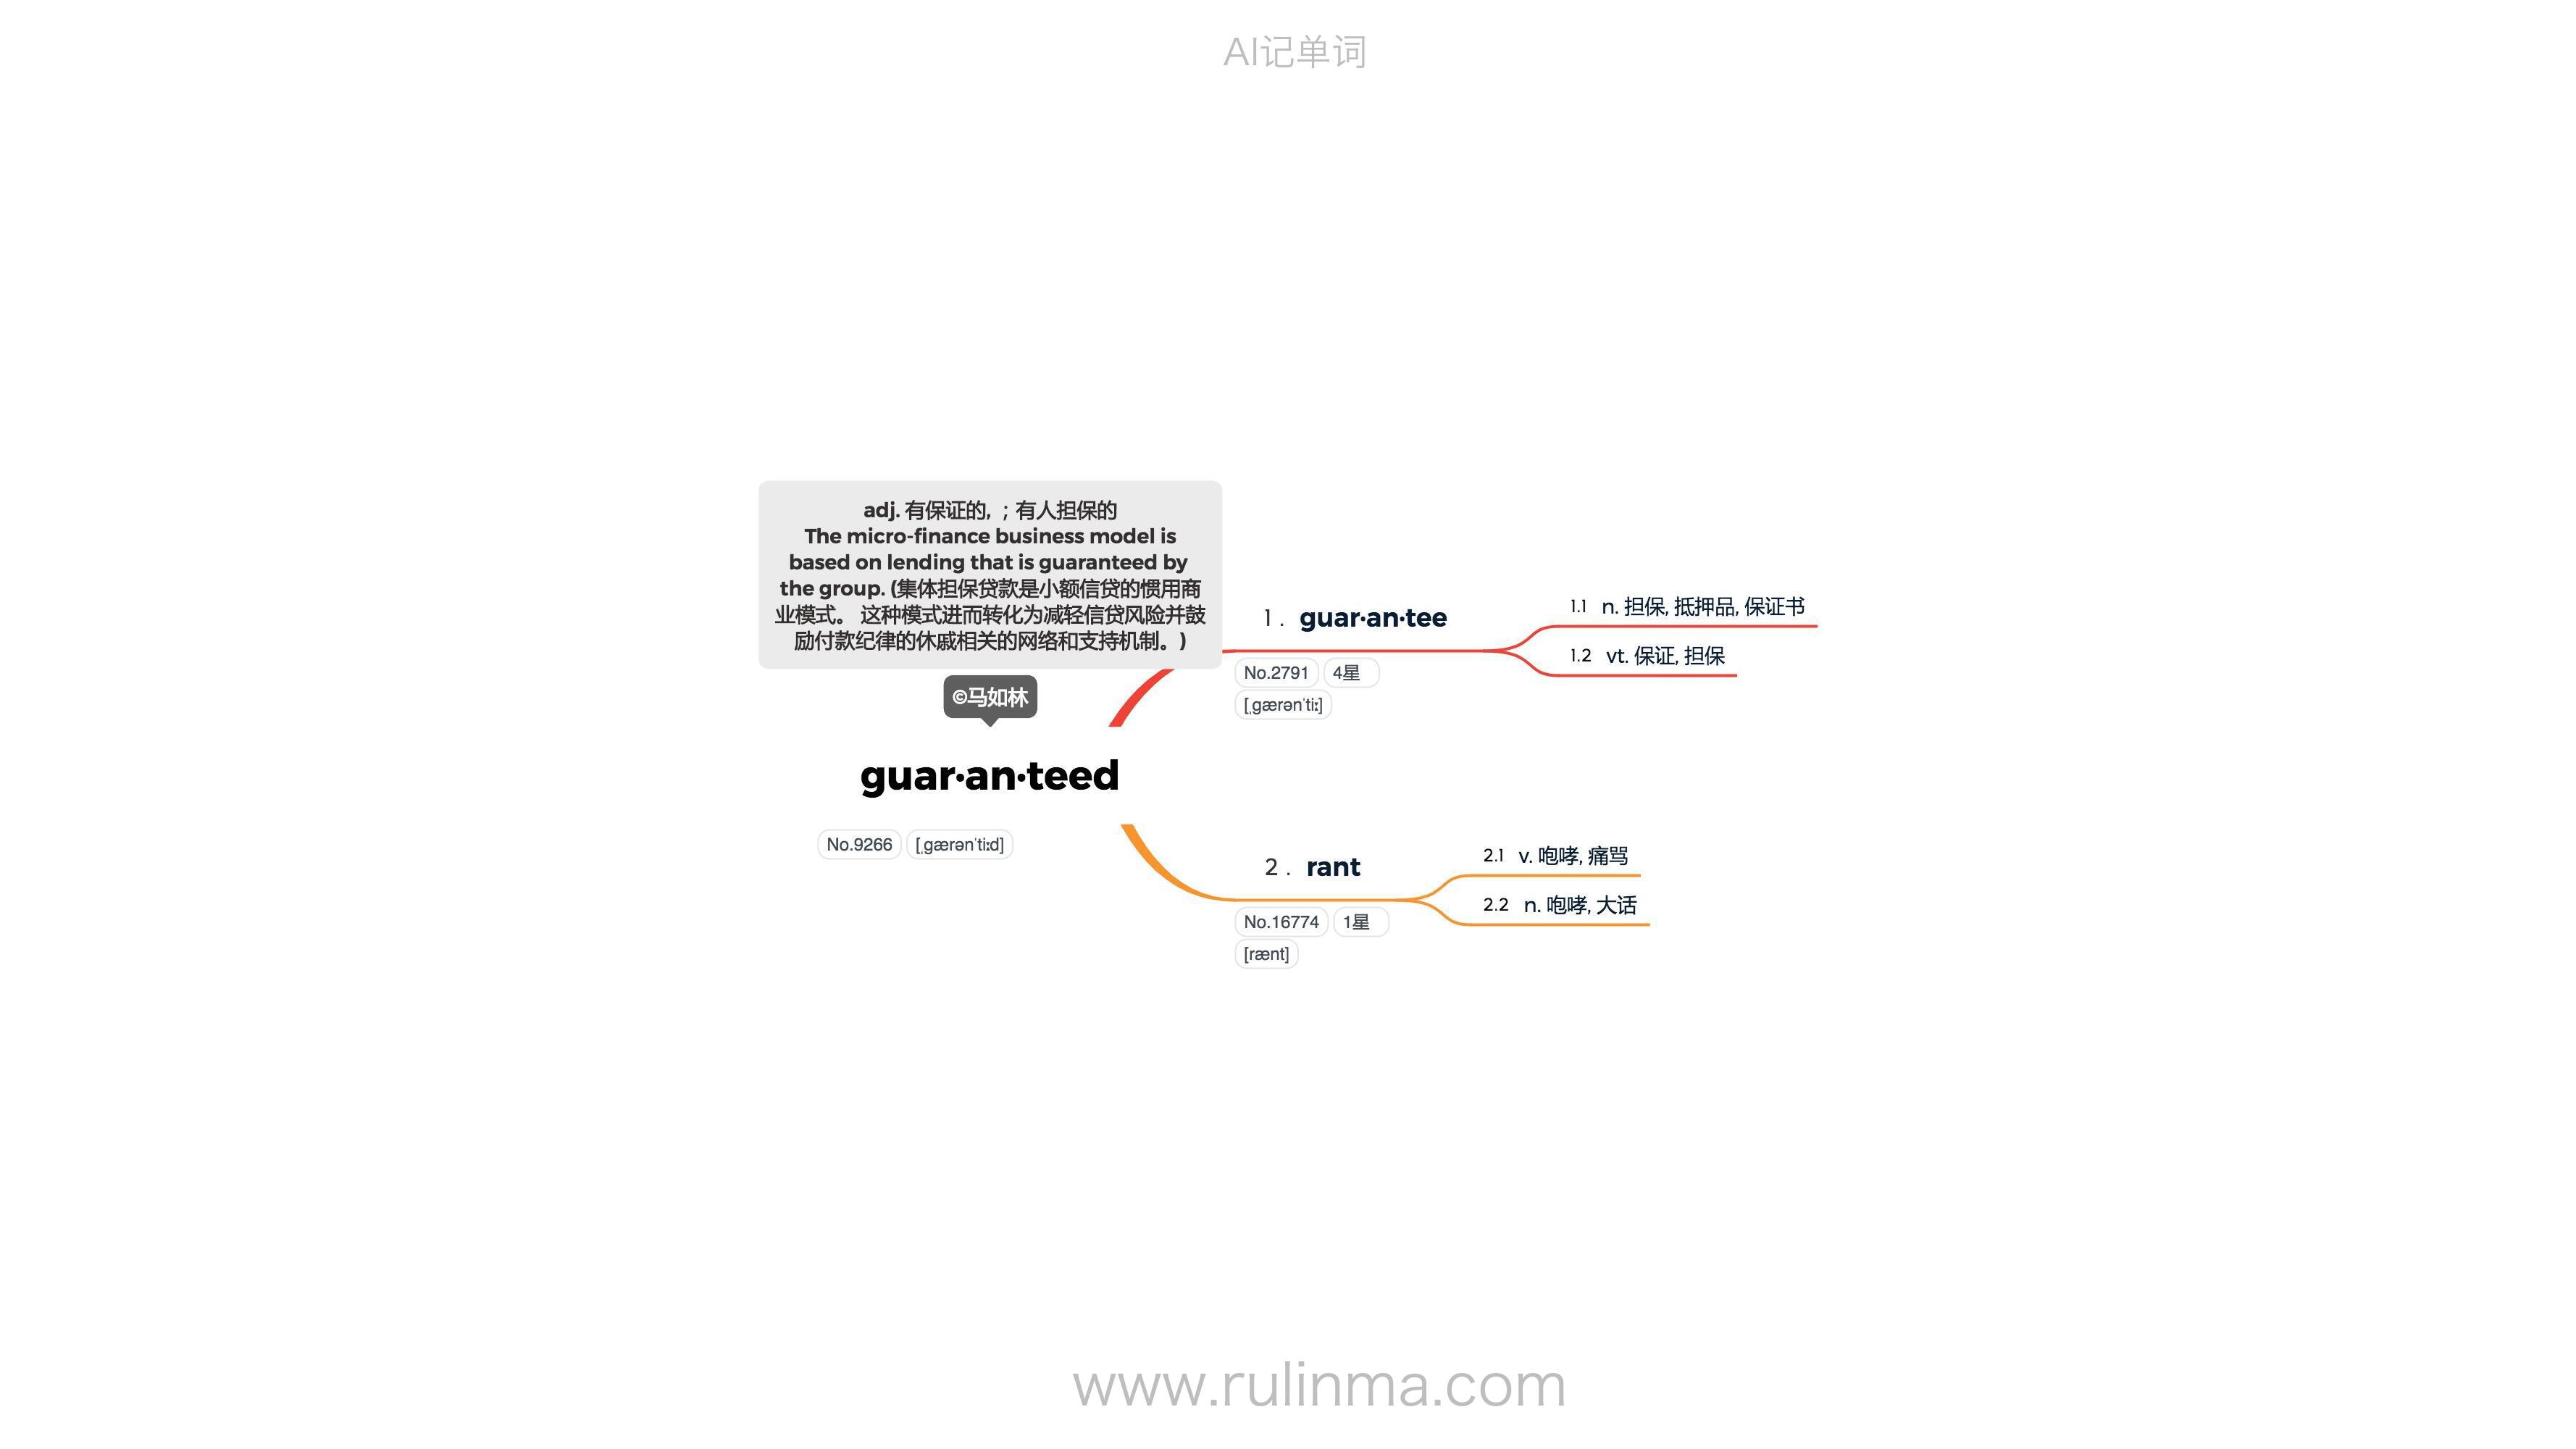 AI记单词
adj. 有保证的, ；有人担保的
The micro-finance business model is
based on lending that is guaranteed by
the group. (集体担保贷款是小额信贷的惯用商
业模式。 这种模式进而转化为减轻信贷风险并鼓
励付款纪律的休戚相关的网络和支持机制。)
©马如林
guar·an·teed
No.9266 [ˌgærənˈtiːd]
1. guar·an·tee
No.2791 4星
[ˌgærənˈtiː]
1.1 n. 担保, 抵押品, 保证书
1.2 vt. 保证, 担保
2. rant
No.16774 1星
[rænt]
2.1 v. 咆哮, 痛骂
2.2 n. 咆哮, 大话
www.rulinma.com